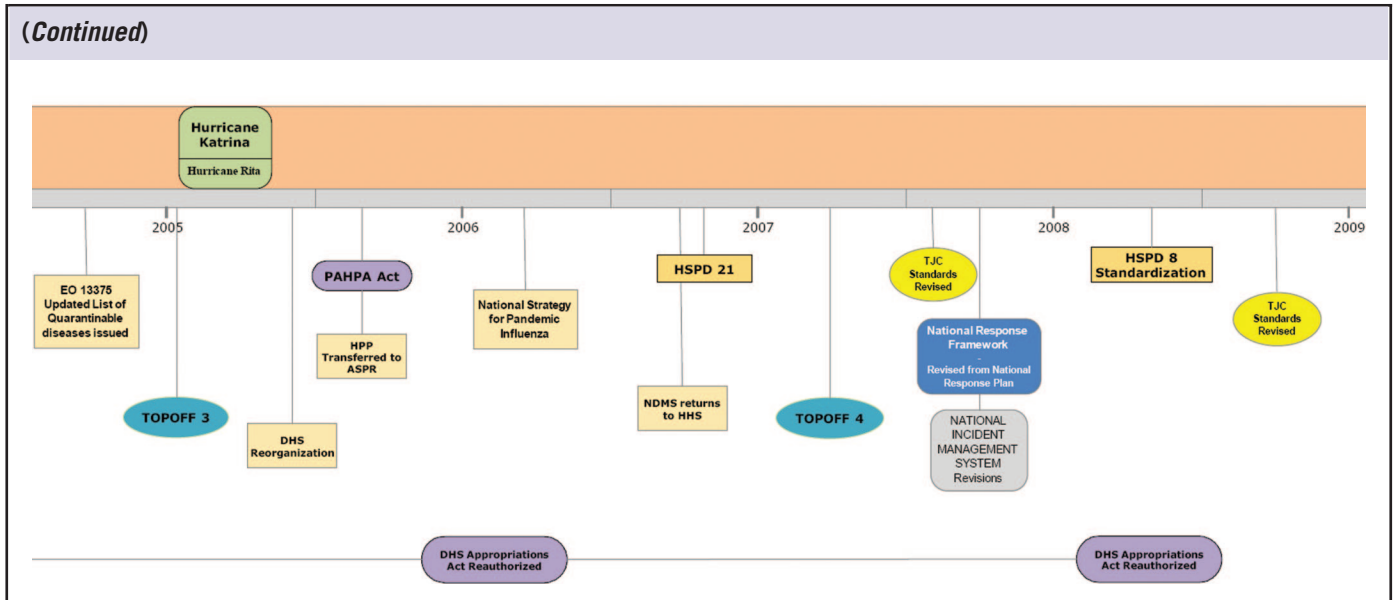 (Continued)
Hurricane
Katrina
Hurricane Rita
2005
2006
2007
2008
2009
EO 13375
Updated List of
Quarantinable
diseases issued
TOPOFF 3
DHS
Reorganization
PAHPA Act
HPP
Transferred to
ASPR
National Strategy
for Pandemic
Influenza
HSPD 21
NDMS returns
to HHS
TOPOFF 4
TJC
Standards
Revised
National Response
Framework
-
Revised from National
Response Plan
NATIONAL
INCIDENT
MANAGEMENT
SYSTEM
Revisions
HSPD 8
Standardization
TJC
Standards
Revised
DHS Appropriations
Act Reauthorized
DHS Appropriations
Act Reauthorized